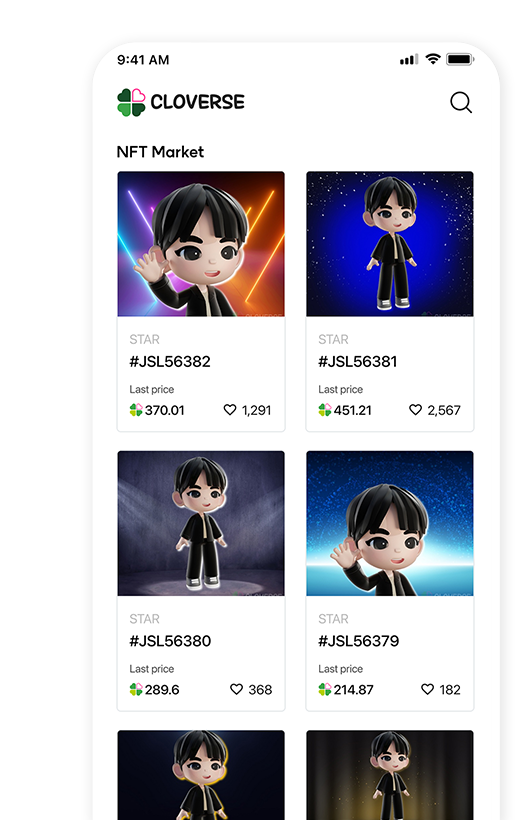 9:41 AM
CLOVERSE
NFT Market
STAR
#JSL56382
Last price
370.01 1,291
STAR
#JSL56381
Last price
451.21 2,567
STAR
#JSL56380
Last price
289.6 368
STAR
#JSL56379
Last price
214.87 182